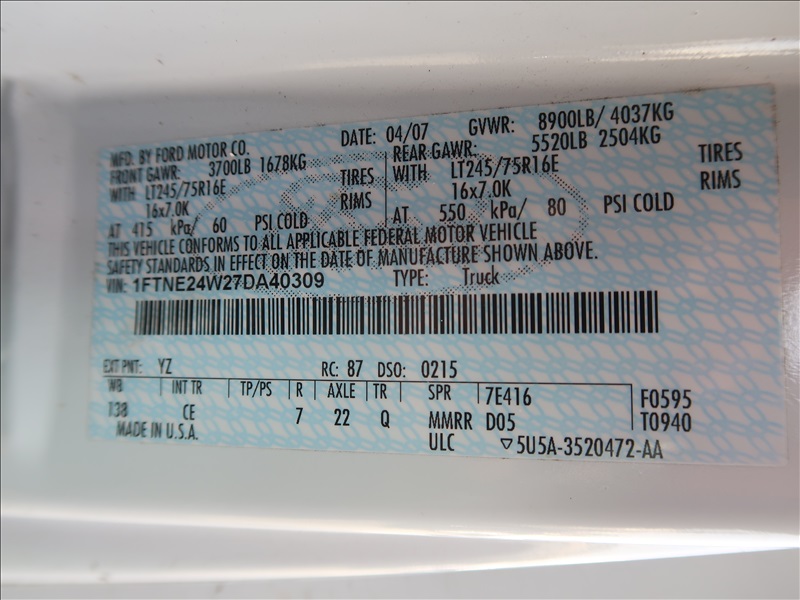 MFD. BY FORD MOTOR CO. DATE: 04/07 GVWR: 8900LB/ 4037KG
FRONT GAWR: 3700LB 1678KG REAR GAWR: 5520LB 2504KG
WITH LT245/75R16E TIRES WITH LT245/75R16E TIRES
16x7.0K RIMS 16x7.0K RIMS
AT 415 kPa/ 60 PSI COLD AT 550 kPa/ 80 PSI COLD
THIS VEHICLE CONFORMS TO ALL APPLICABLE FEDERAL MOTOR VEHICLE
SAFETY STANDARDS IN EFFECT ON THE DATE OF MANUFACTURE SHOWN ABOVE.
VIN: 1FTNE24W27DA40309 TYPE: Truck
EXT PNT: YZ RC: 87 DSO: 0215
WB INT TR TP/PS R AXLE TR SPR 7E416 F0595
138 CE 7 22 Q MMRR D05 T0940
MADE IN U.S.A. ULC ▽5U5A-3520472-AA